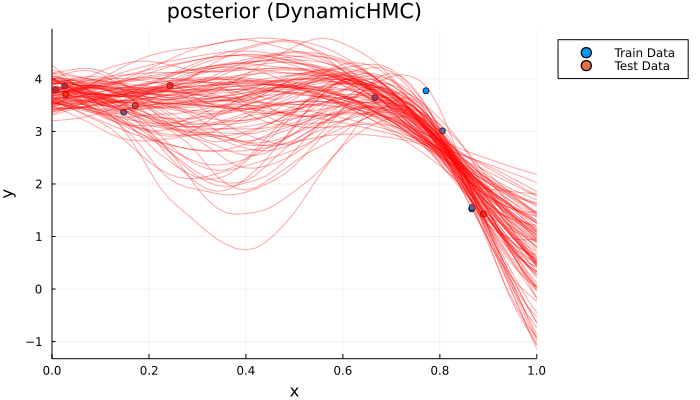 posterior (DynamicHMC)
Train Data
Test Data
y
4
3
2
1
0
−1
0.0 0.2 0.4 0.6 0.8 1.0
x